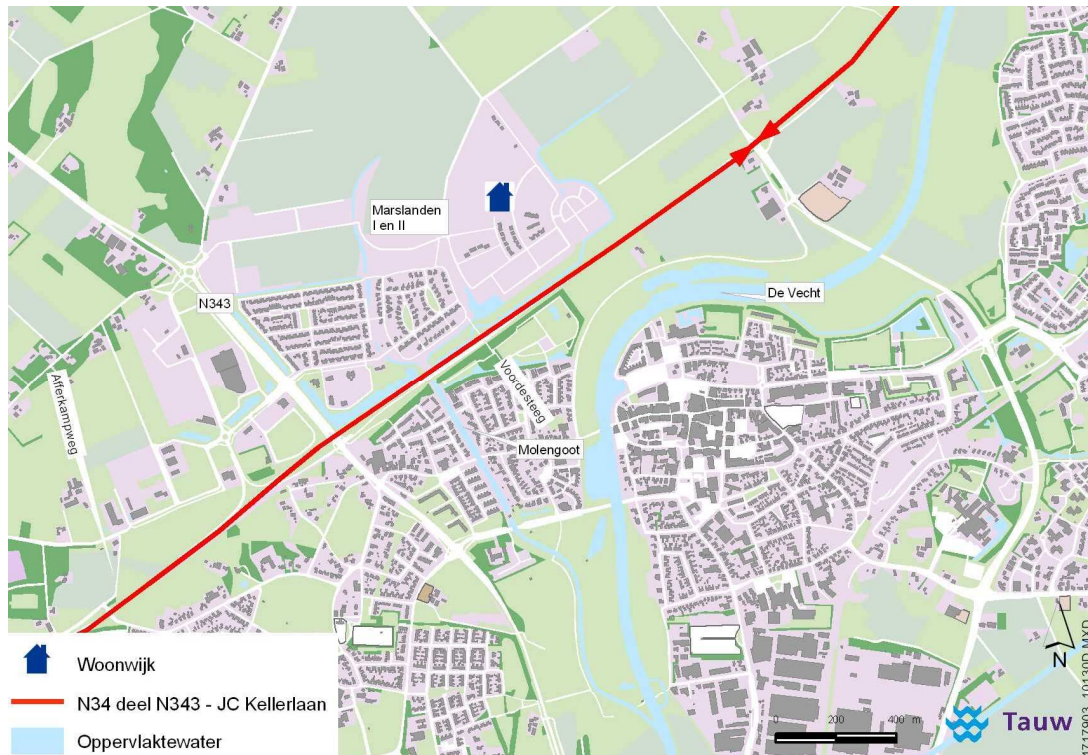 Marslanden
I en II
N343
De Vecht
Afferkampweg
Voordesteeg
Molengoot
Woonwijk
N34 deel N343 - JC Kellerlaan
Oppervlaktewater
N
0 200 400 m
Tauw